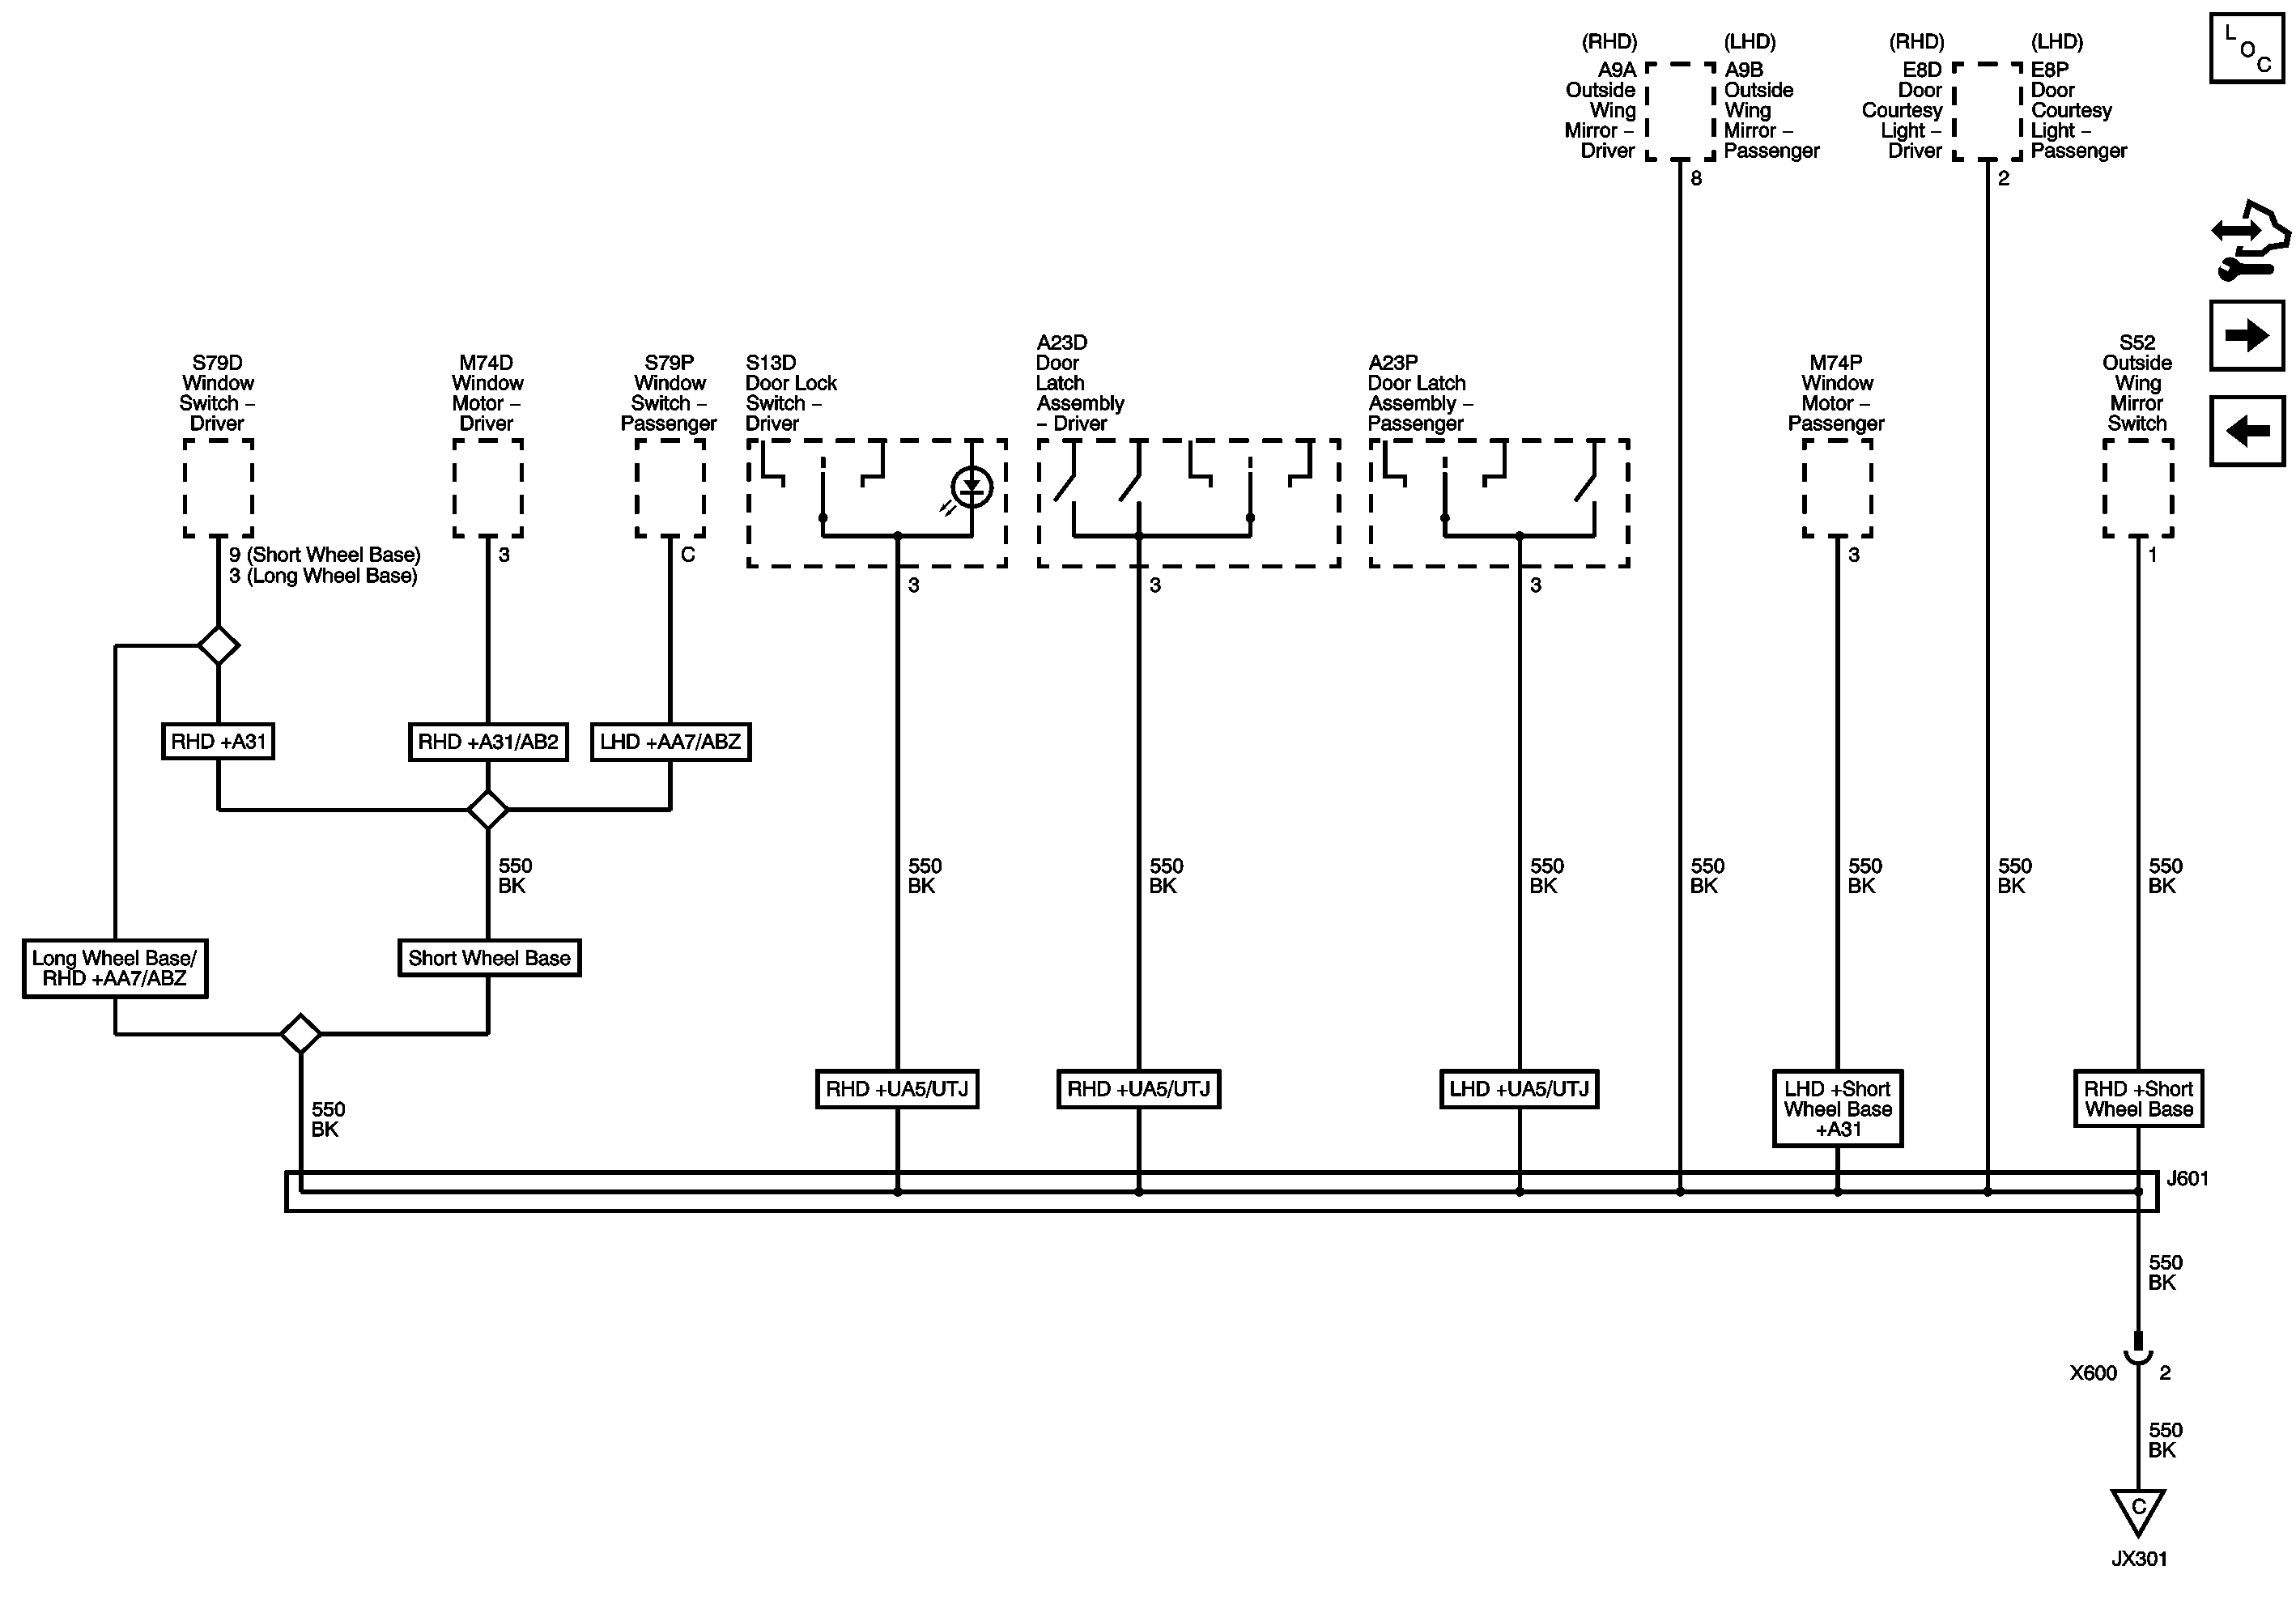 (RHD)
A9A
Outside
Wing
Mirror –
Driver
(LHD)
A9B
Outside
Wing
Mirror –
Passenger
8
(RHD)
E8D
Door
Courtesy
Light –
Driver
(LHD)
E8P
Door
Courtesy
Light –
Passenger
2
L
O
C
S79D
Window
Switch –
Driver
9 (Short Wheel Base)
3 (Long Wheel Base)
M74D
Window
Motor –
Driver
3
S79P
Window
Switch –
Passenger
C
S13D
Door Lock
Switch –
Driver
3
A23D
Door
Latch
Assembly
– Driver
3
A23P
Door Latch
Assembly –
Passenger
3
M74P
Window
Motor –
Passenger
3
S52
Outside
Wing
Mirror
Switch
1
RHD +A31
RHD +A31/AB2
LHD +AA7/ABZ
550
BK
550
BK
550
BK
550
BK
550
BK
550
BK
550
BK
550
BK
Long Wheel Base/
RHD +AA7/ABZ
Short Wheel Base
550
BK
RHD +UA5/UTJ
RHD +UA5/UTJ
LHD +UA5/UTJ
LHD +Short
Wheel Base
+A31
RHD +Short
Wheel Base
J601
550
BK
X600
2
550
BK
C
JX301